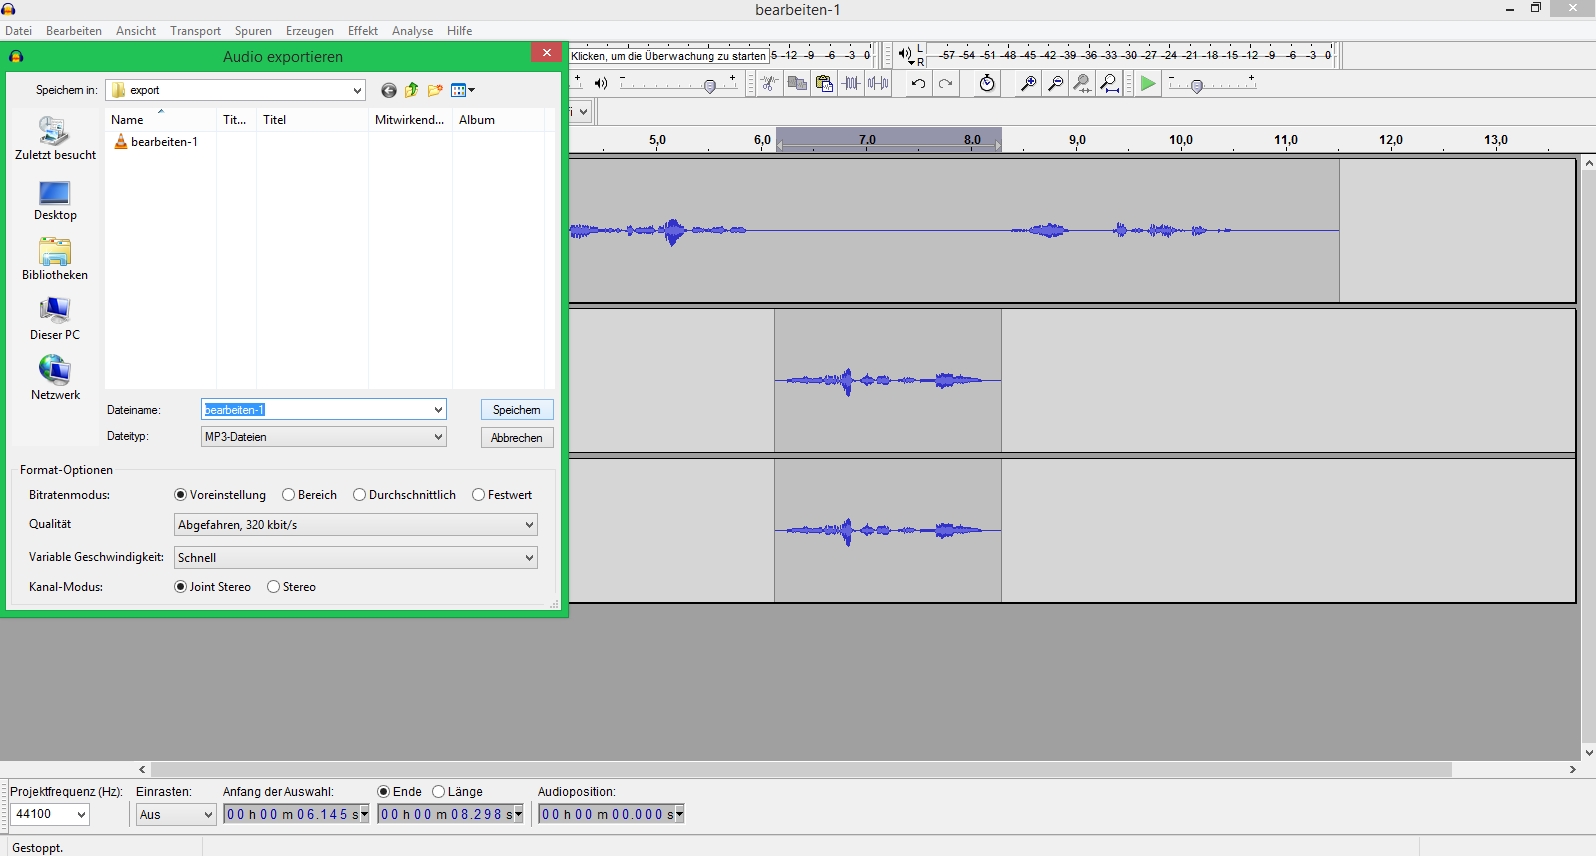 bearbeiten-1
Datei Bearbeiten Ansicht Transport Spuren Erzeugen Effekt Analyse Hilfe
Audio exportieren
Klicken, um die Überwachung zu starten 5 -12 -9 -6 -3 0
L
R
-57 -54 -51 -48 -45 -42 -39 -36 -33 -30 -27 -24 -21 -18 -15 -12 -9 -6 -3 0
Speichern in: export
Name Tit... Titel Mitwirkend... Album
bearbeiten-1
5,0 6,0 7.0 8.0 9,0 10,0 11,0 12,0 13,0
Zuletzt besucht
Desktop
Bibliotheken
Dieser PC
Netzwerk
Dateiname: bearbeiten-1 Speichern
Dateityp: MP3-Dateien Abbrechen
Format-Optionen
Bitratenmodus: Voreinstellung Bereich Durchschnittlich Festwert
Qualität Abgefahren, 320 kbit/s
Variable Geschwindigkeit: Schnell
Kanal-Modus: Joint Stereo Stereo
Projektfrequenz (Hz): Einrasten: Anfang der Auswahl: Ende Länge Audioposition:
44100 Aus 00 h 00 m 06.145 s 00 h 00 m 08.298 s 00 h 00 m 00.000 s
Gestoppt.